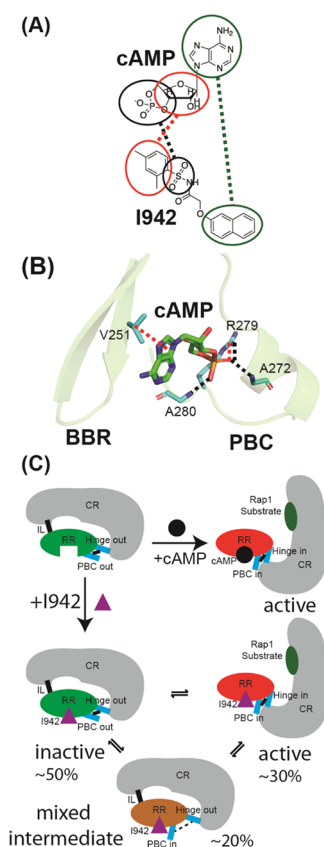 (A)
NH₂
N
N
N
N
cAMP
O
⁻O
P
O
O
O
OH
O
S
O
NH
I942
O
O
(B)
cAMP
R279
V251
A272
A280
BBR
PBC
(C)
CR
Rap1
Substrate
IL
RR
Hinge out
PBC out
+cAMP
RR
cAMP
Hinge in
PBC in
CR
active
+I942
CR
Rap1
Substrate
IL
RR
Hinge out
I942
PBC out
RR
I942
Hinge in
PBC in
CR
inactive
~50%
active
~30%
CR
IL
RR
Hinge out
mixed
intermediate
I942
PBC in
~20%